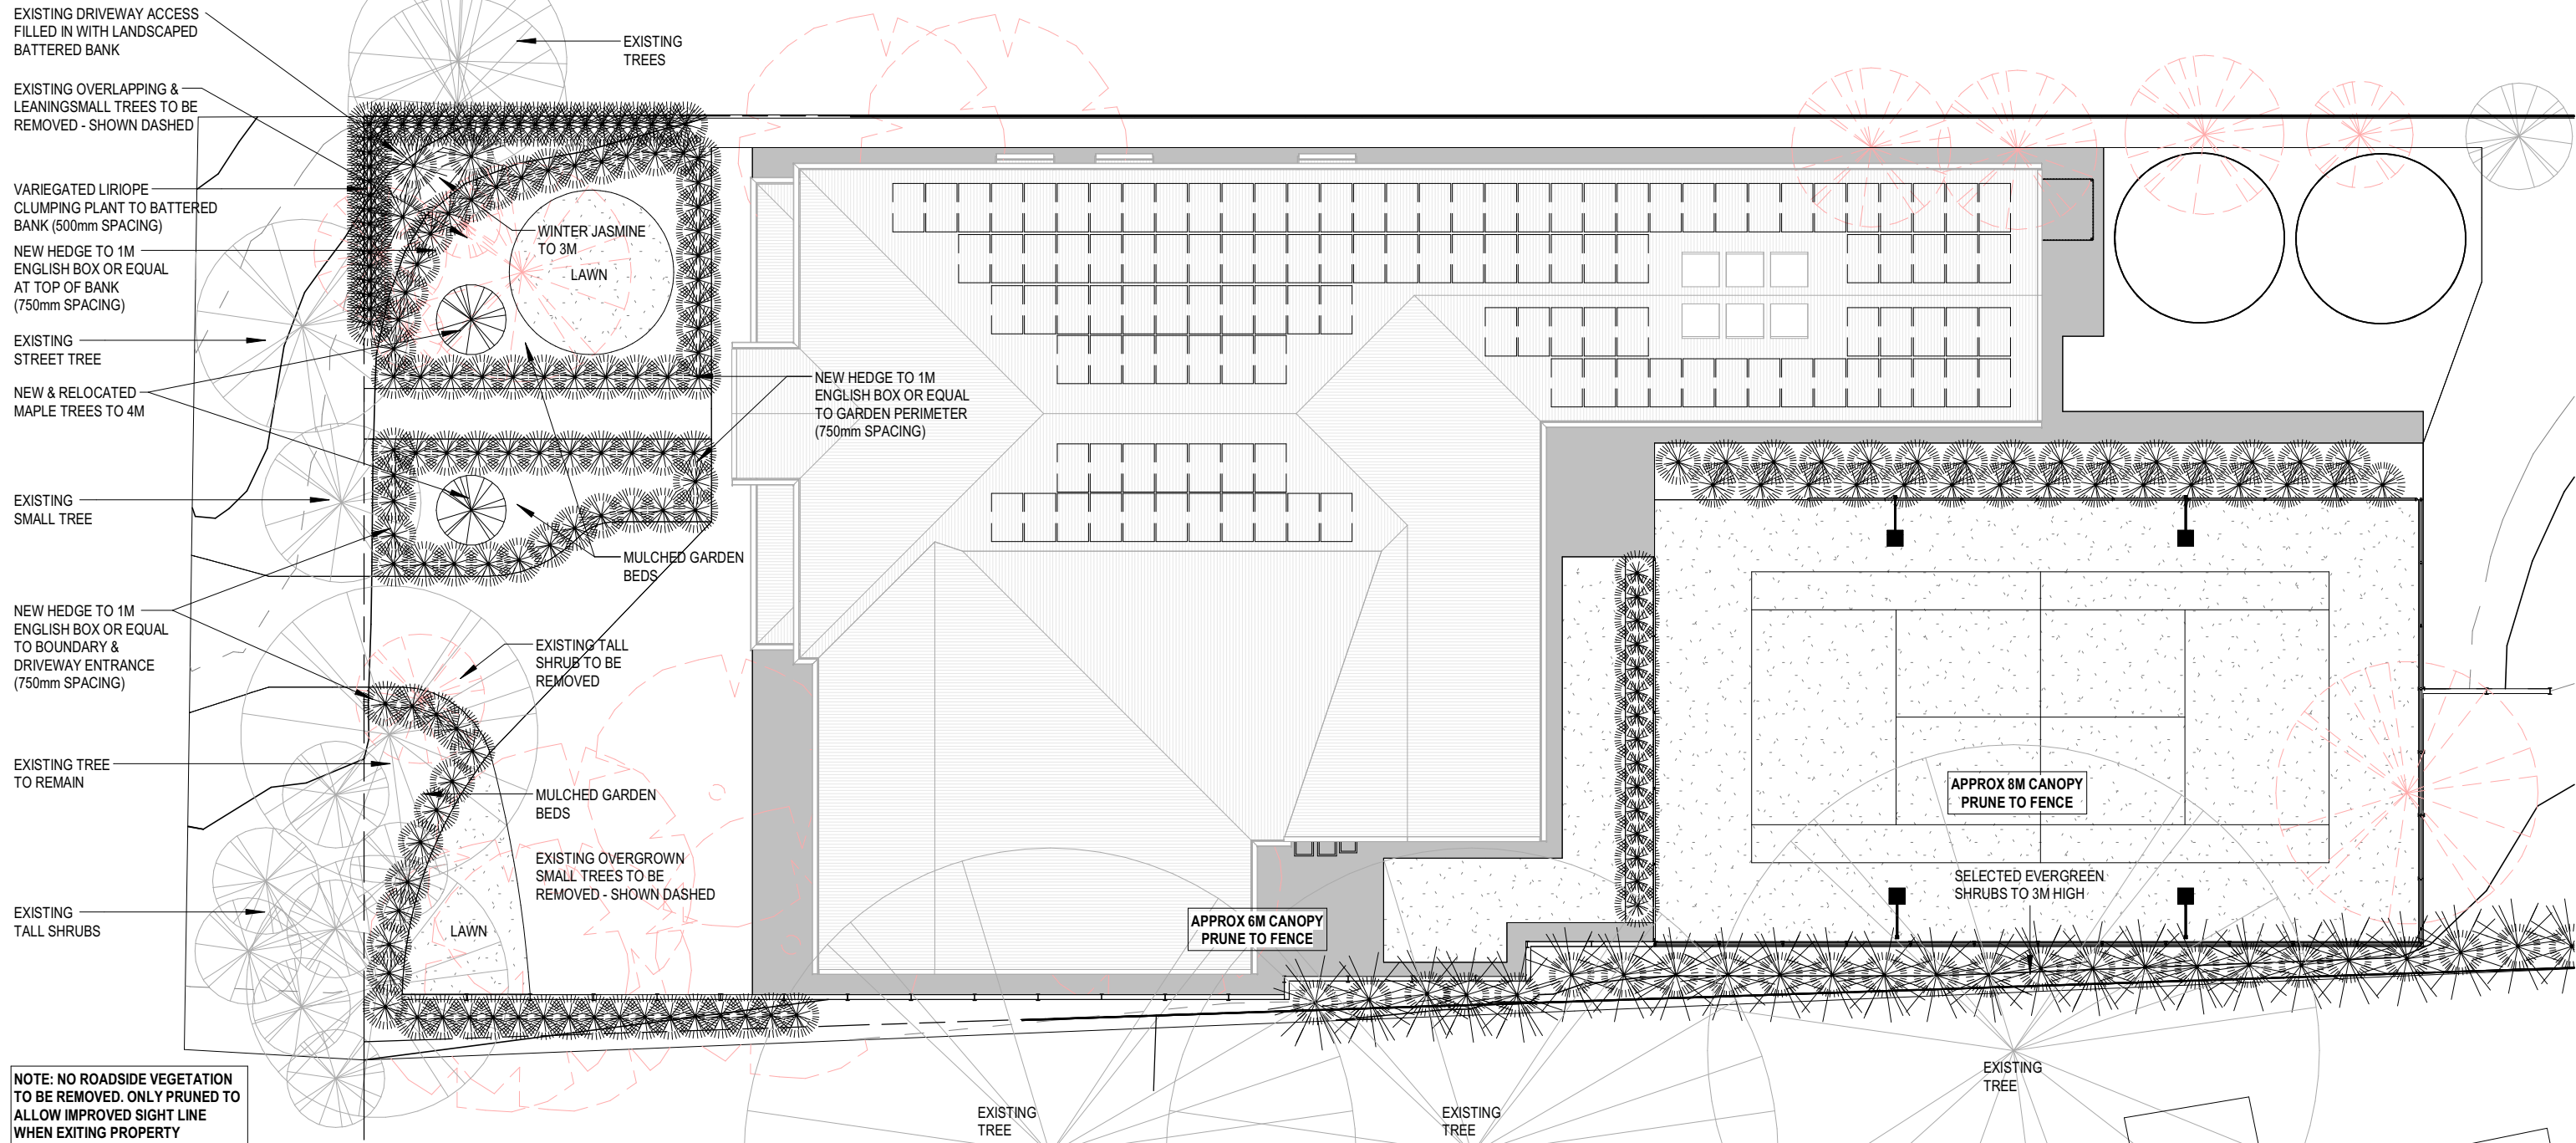 EXISTING DRIVEWAY ACCESS
FILLED IN WITH LANDSCAPED
BATTERED BANK
EXISTING OVERLAPPING &
LEANINGSMALL TREES TO BE
REMOVED - SHOWN DASHED
VARIEGATED LIRIOPE
CLUMPING PLANT TO BATTERED
BANK (500mm SPACING)
NEW HEDGE TO 1M
ENGLISH BOX OR EQUAL
AT TOP OF BANK
(750mm SPACING)
EXISTING
STREET TREE
NEW & RELOCATED
MAPLE TREES TO 4M
EXISTING
SMALL TREE
NEW HEDGE TO 1M
ENGLISH BOX OR EQUAL
TO BOUNDARY &
DRIVEWAY ENTRANCE
(750mm SPACING)
EXISTING TREE
TO REMAIN
EXISTING
TALL SHRUBS
NOTE: NO ROADSIDE VEGETATION
TO BE REMOVED. ONLY PRUNED TO
ALLOW IMPROVED SIGHT LINE
WHEN EXITING PROPERTY
EXISTING
TREES
WINTER JASMINE
TO 3M
LAWN
NEW HEDGE TO 1M
ENGLISH BOX OR EQUAL
TO GARDEN PERIMETER
(750mm SPACING)
MULCHED GARDEN
BEDS
EXISTING TALL
SHRUB TO BE
REMOVED
MULCHED GARDEN
BEDS
EXISTING OVERGROWN
SMALL TREES TO BE
REMOVED - SHOWN DASHED
LAWN
APPROX 6M CANOPY
PRUNE TO FENCE
APPROX 8M CANOPY
PRUNE TO FENCE
SELECTED EVERGREEN
SHRUBS TO 3M HIGH
EXISTING
TREE
EXISTING
TREE
EXISTING
TREE